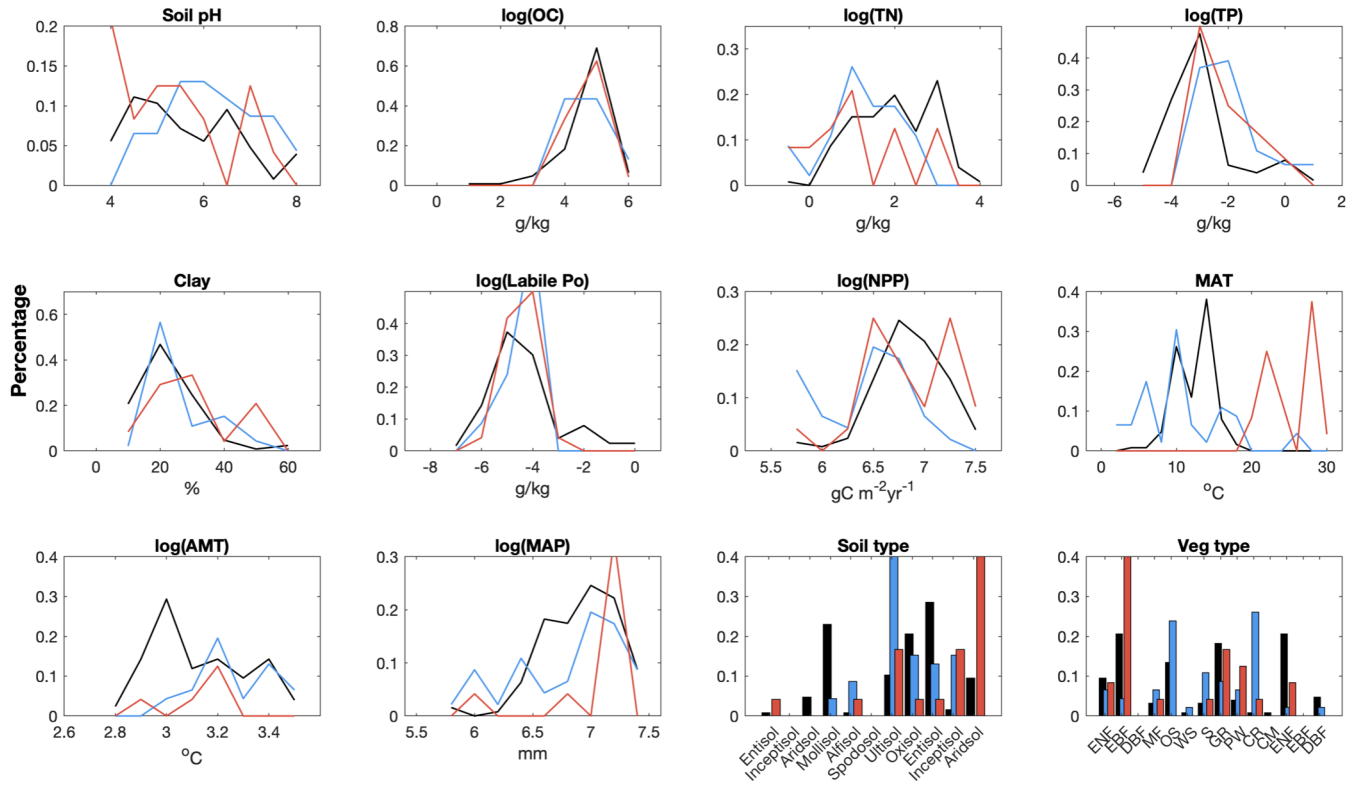 Soil pH
0.2
0.15
0.1
0.05
0
4
6
8
log(OC)
0.8
0.6
0.4
0.2
0
0
2
4
6
g/kg
log(TN)
0.3
0.2
0.1
0
0
2
4
g/kg
log(TP)
0.4
0.3
0.2
0.1
0
-6
-4
-2
0
2
g/kg
Percentage
Clay
0.6
0.4
0.2
0
0
20
40
60
%
log(Labile Po)
0.4
0.3
0.2
0.1
0
-8
-6
-4
-2
0
g/kg
log(NPP)
0.3
0.2
0.1
0
5.5
6
6.5
7
7.5
gC m⁻²yr⁻¹
MAT
0.4
0.3
0.2
0.1
0
0
10
20
30
°C
log(AMT)
0.4
0.3
0.2
0.1
0
2.6
2.8
3
3.2
3.4
°C
log(MAP)
0.3
0.2
0.1
0
5.5
6
6.5
7
7.5
mm
Soil type
0.4
0.3
0.2
0.1
0
Entisol
Inceptisol
Aridsol
Mollisol
Alfisol
Spodosol
Ultisol
Oxisol
Entisol
Inceptisol
Aridsol
Veg type
0.4
0.3
0.2
0.1
0
ENF
EBF
DBF
MF
OS
WS
S
GR
PW
CR
CM
ENF
EBF
DBF